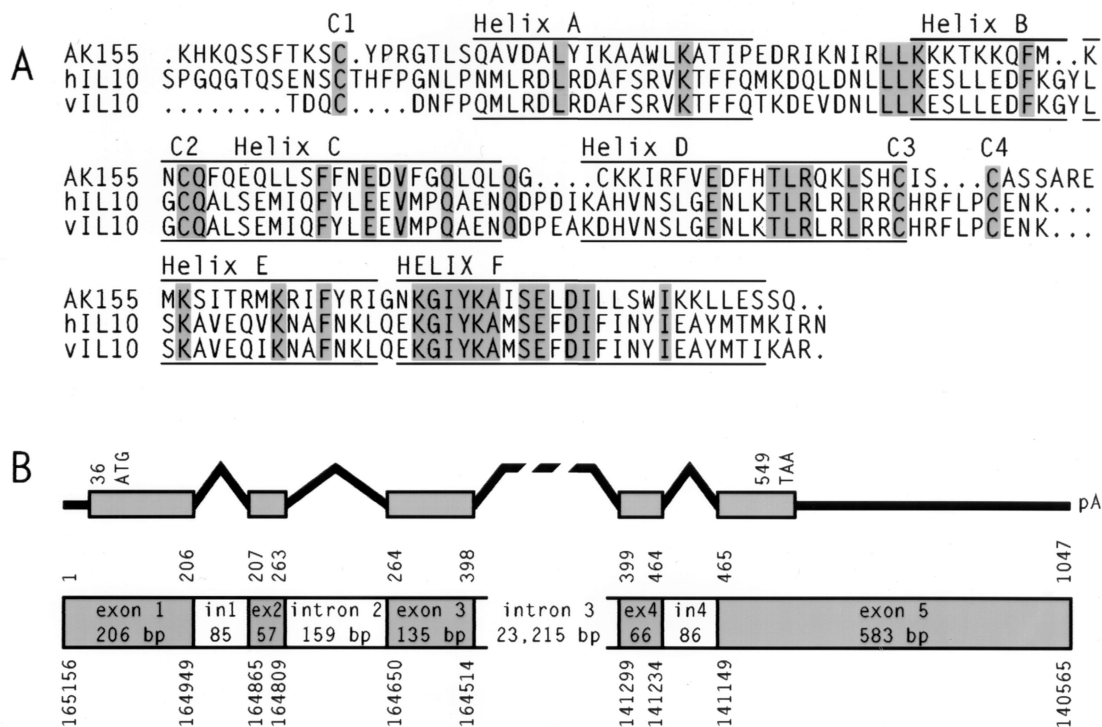 A
C1 Helix A Helix B
AK155 .KHKQSSFTKSC.YPRGTLSQAVDALYIKAAWLKATIPEDRIKNIRLLKKKTKKQFM..K
hIL10 SPGQGTQSENSCTHFPGNLPNMLRDLRDAFSRVKTFFQMKDQLDNLLLKESLLEDFKGYL
vIL10 ........TDQC....DNFPQMLRDLRDAFSRVKTFFQTKDEVDNLLLKESLLEDFKGYL
C2 Helix C Helix D C3 C4
AK155 NCQFQEQLLSFFNEDVFGQLQLQG....CKKIRFVEDFHTLRQKLSHCIS...CASSARE
hIL10 GCQALSEMIQFYLEEVMPQAENQDPDIKAHVNSLGENLKTLRLRLRRCHRFLPCENK...
vIL10 GCQALSEMIQFYLEEVMPQAENQDPEAKDHVNSLGENLKTLRLRLRRCHRFLPCENK...
Helix E HELIX F
AK155 MKSITRMKRIFYRIGNKGIYKAISELDILLSWIKKLLESSQ..
hIL10 SKAVEQVKNAFNKLQEKGIYKAMSEFDIFINYIEAYMTMKIRN
vIL10 SKAVEQIKNAFNKLQEKGIYKAMSEFDIFINYIEAYMTIKAR.
B
36 ATG 549 TAA
pA
1 206 207 263 264 398 399 464 465 1047
exon 1 in1 ex2 intron 2 exon 3 intron 3 ex4 in4 exon 5
206 bp 85 57 159 bp 135 bp 23,215 bp 66 86 583 bp
165156 164949 164865 164809 164650 164514 141299 141234 141149 140565